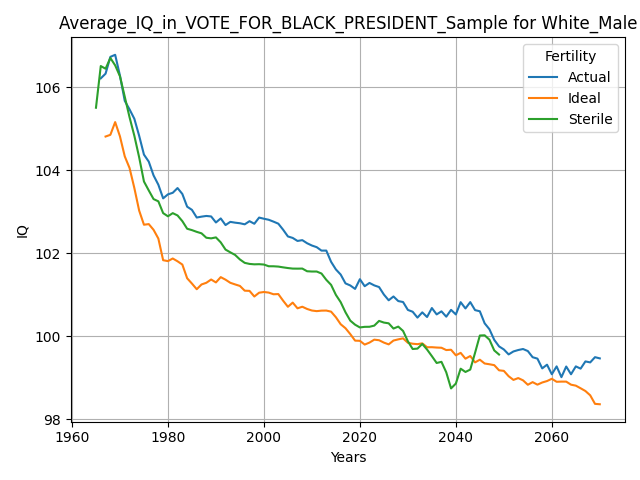 Average_IQ_in_VOTE_FOR_BLACK_PRESIDENT_Sample for White_Male
Fertility
Actual
Ideal
Sterile
IQ
106
104
102
100
98
1960 1980 2000 2020 2040 2060
Years